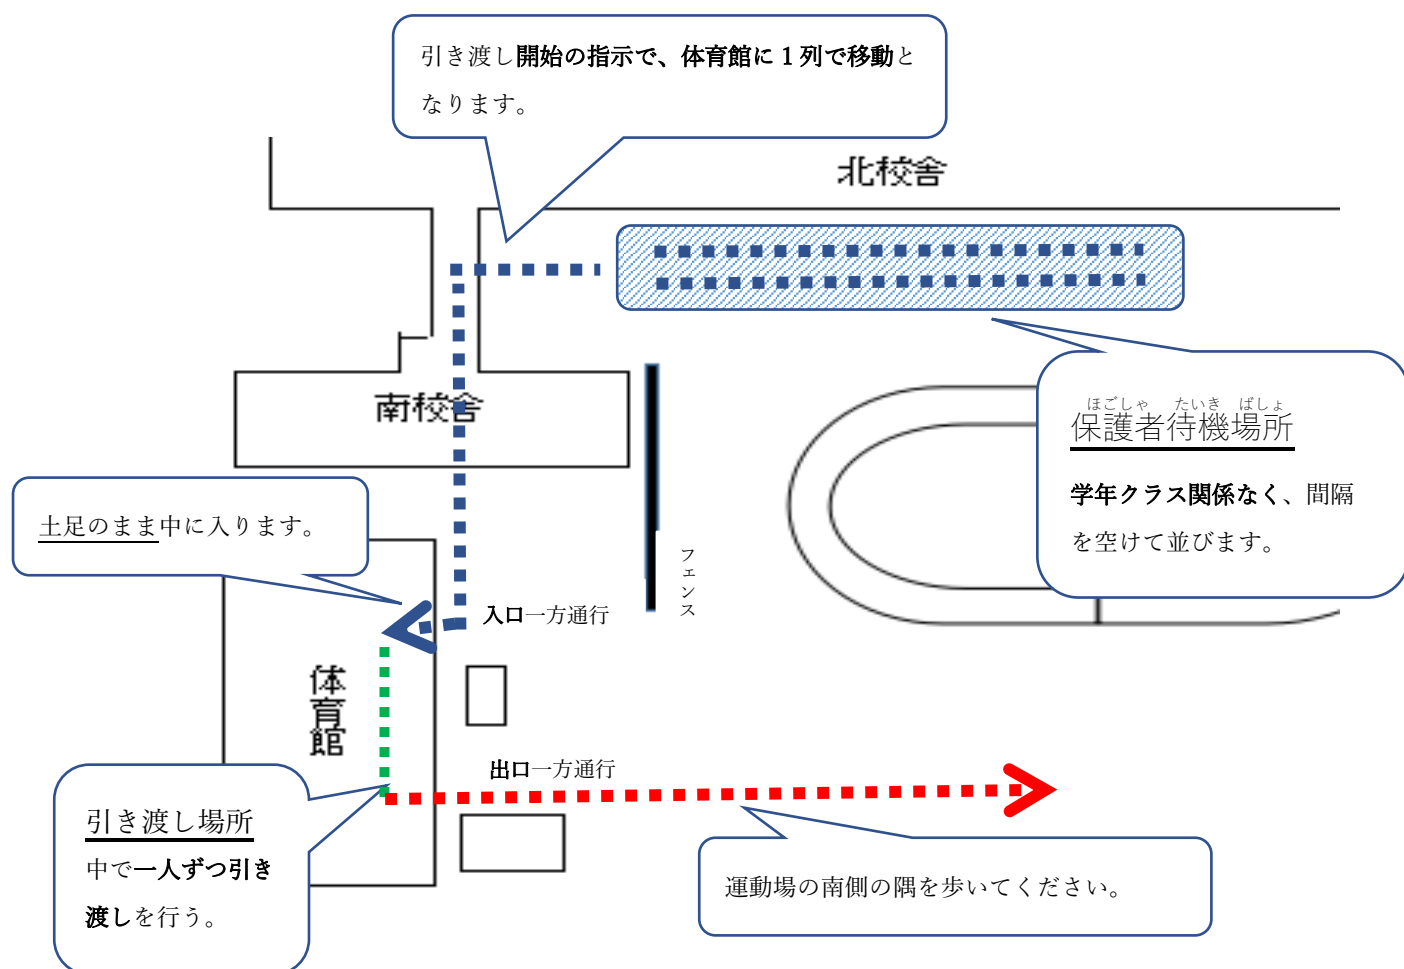 引き渡し開始の指示で、体育館に1列で移動と
なります。
北校舎
南校舎
ほごしゃ たいき ばしょ
保護者待機場所
学年クラス関係なく、間隔
を空けて並びます。
土足のまま中に入ります。
フェンス
入口一方通行
体育館
出口一方通行
引き渡し場所
中で一人ずつ引き
渡しを行う。
運動場の南側の隅を歩いてください。